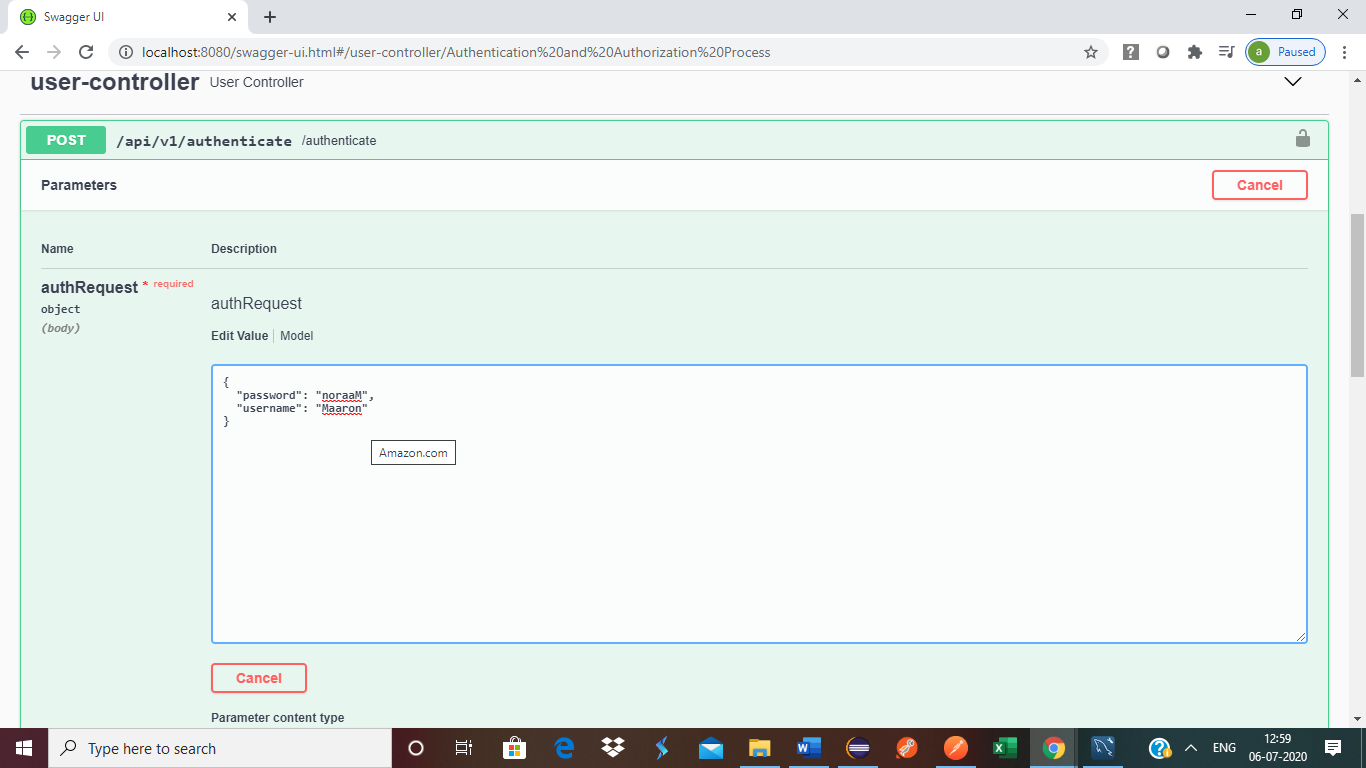 Swagger UI
localhost:8080/swagger-ui.html#/user-controller/Authentication%20and%20Authorization%20Process
a Paused
user-controller User Controller
POST /api/v1/authenticate /authenticate
Parameters Cancel
Name Description
authRequest * required
object
(body)
authRequest
Edit Value Model
{
"password": "noraaM",
"username": "Maaron"
}
Amazon.com
Cancel
Parameter content type
Type here to search
ENG
12:59
06-07-2020